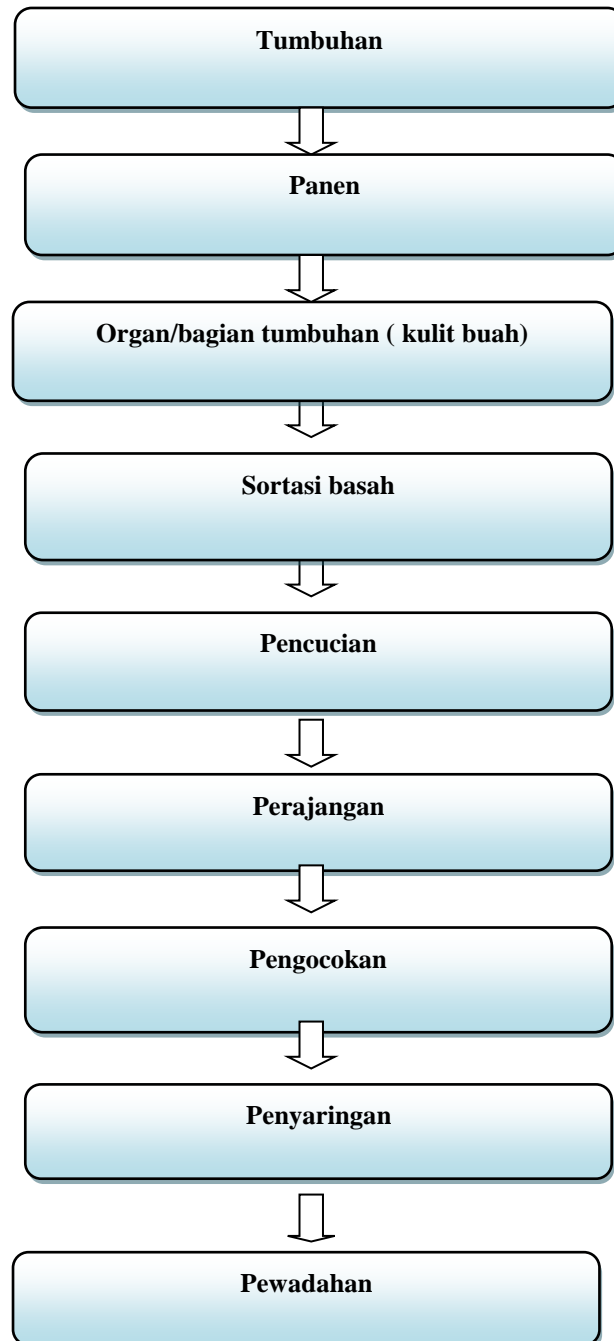 Tumbuhan
Panen
Organ/bagian tumbuhan ( kulit buah)
Sortasi basah
Pencucian
Perajangan
Pengocokan
Penyaringan
Pewadahan